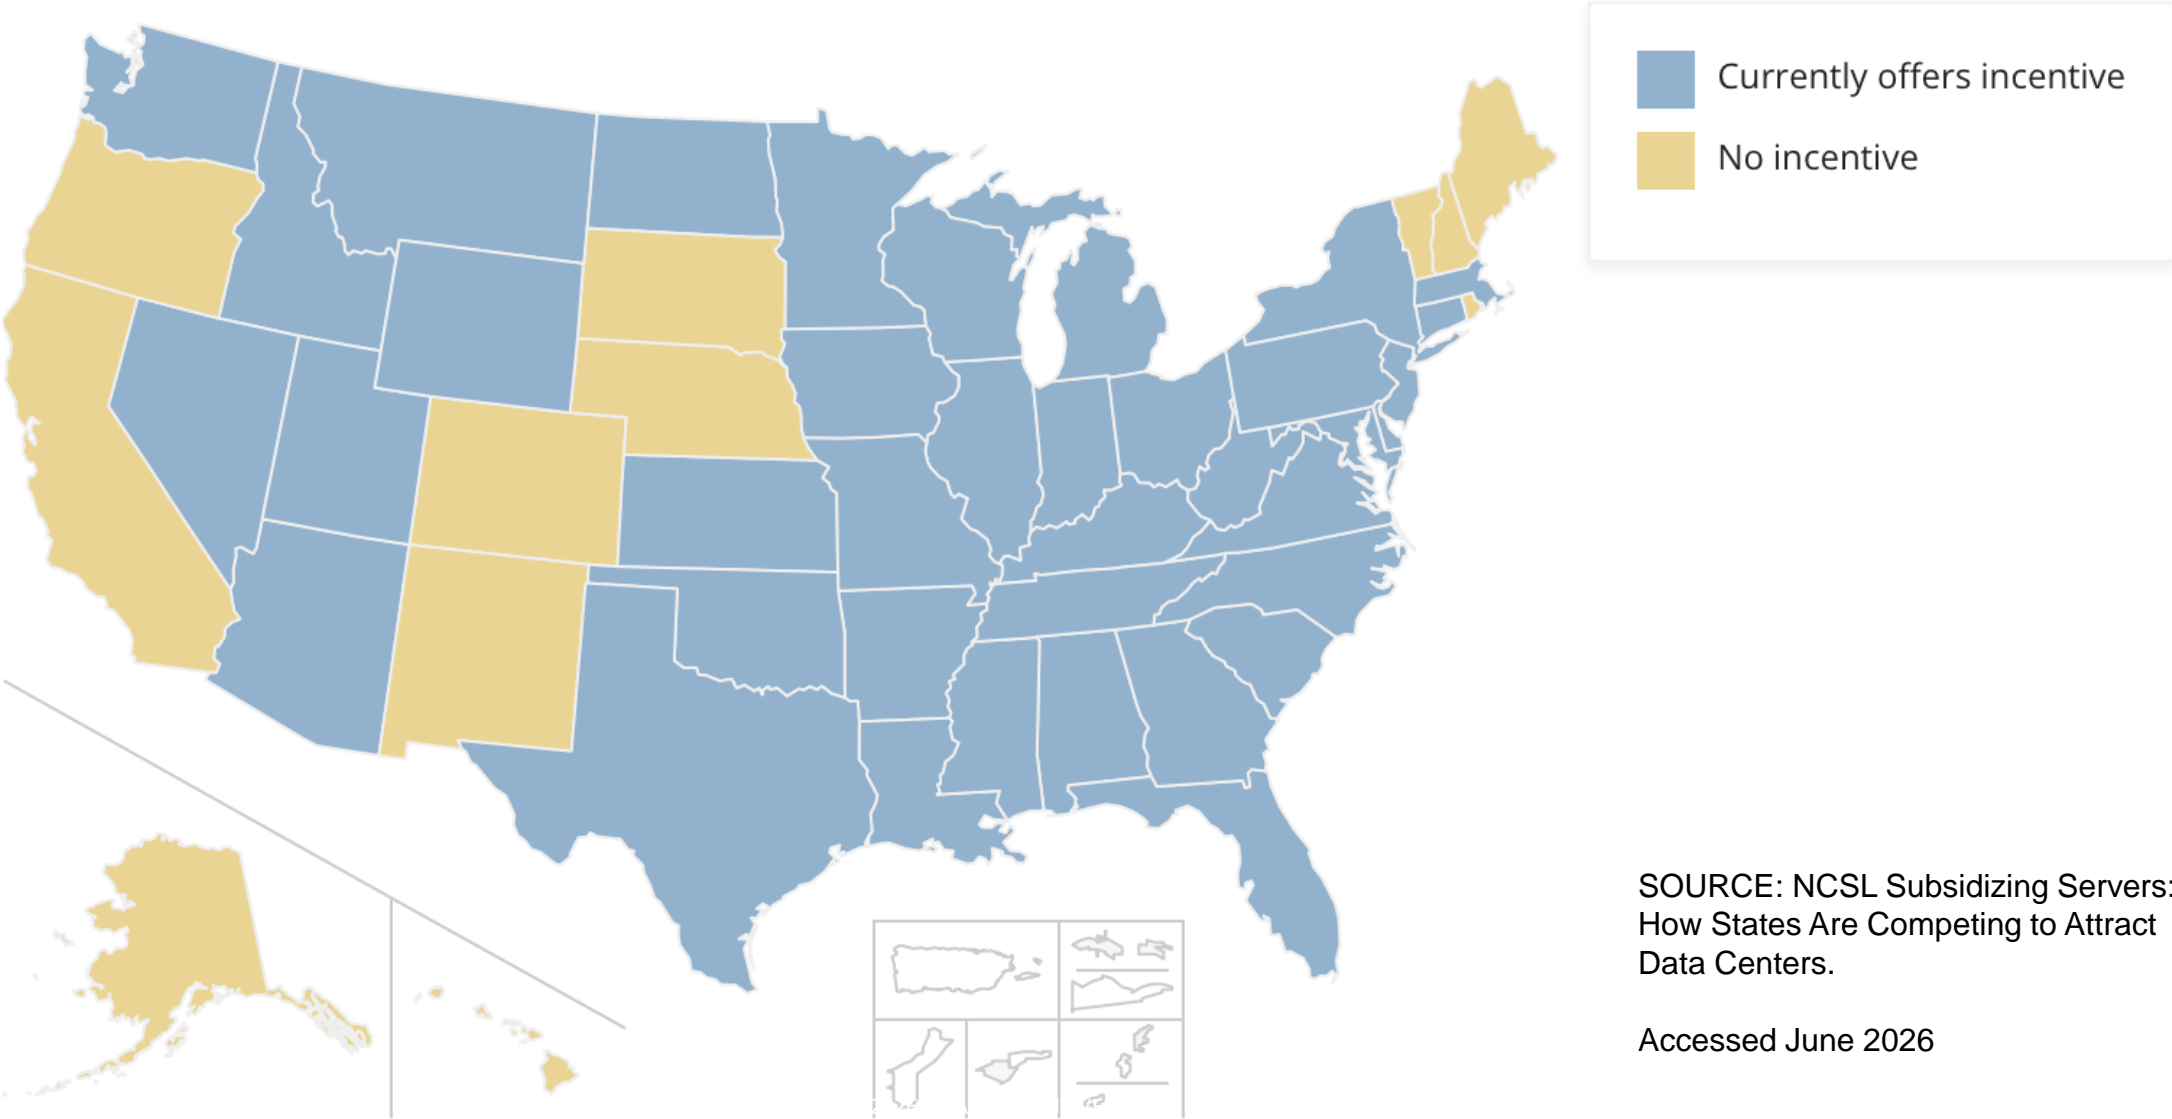 Currently offers incentive
No incentive
SOURCE: NCSL Subsidizing Servers:
How States Are Competing to Attract
Data Centers.
Accessed June 2026